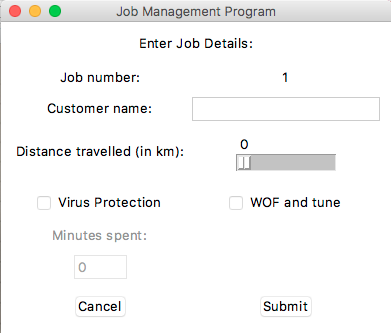 Job Management Program
Enter Job Details:
Job number: 1
Customer name:
0
Distance travelled (in km):
Virus Protection WOF and tune
Minutes spent:
0
Cancel Submit